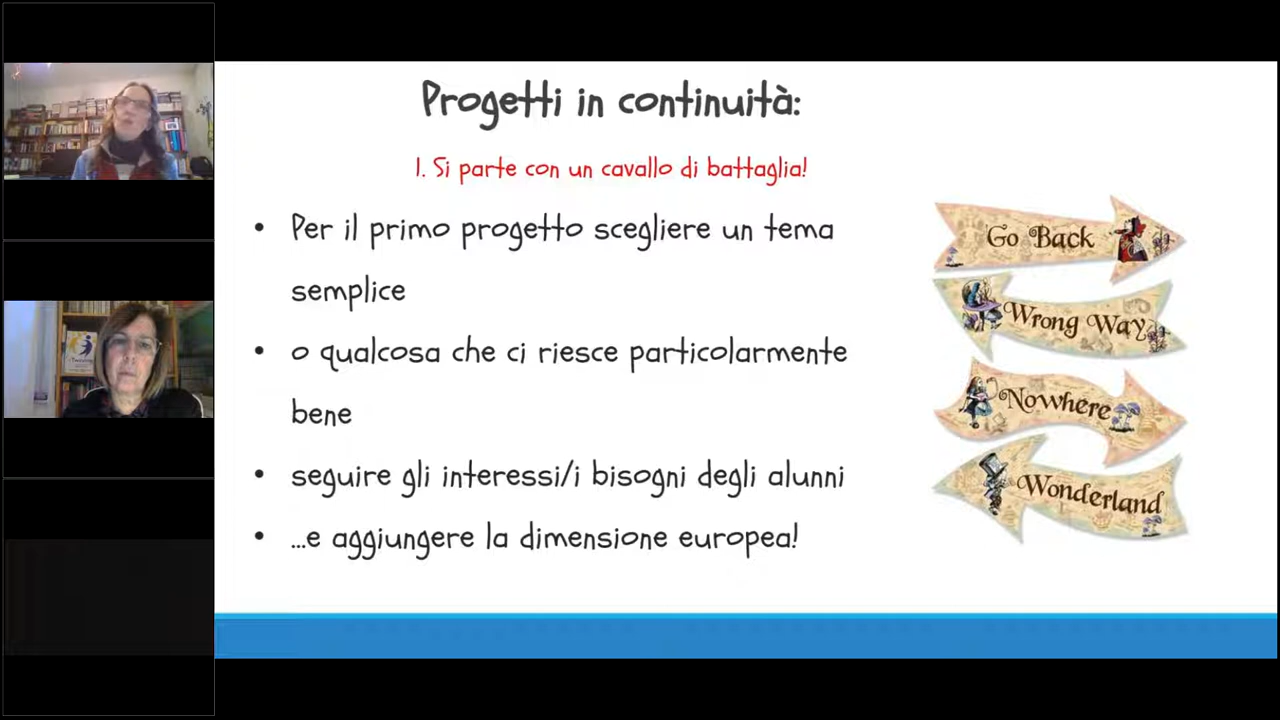 Progetti in continuità:
1. Si parte con un cavallo di battaglia!
• Per il primo progetto scegliere un tema
semplice
• o qualcosa che ci riesce particolarmente
bene
• seguire gli interessi/i bisogni degli alunni
• ...e aggiungere la dimensione europea!
Go Back
Wrong Way
Nowhere
Wonderland